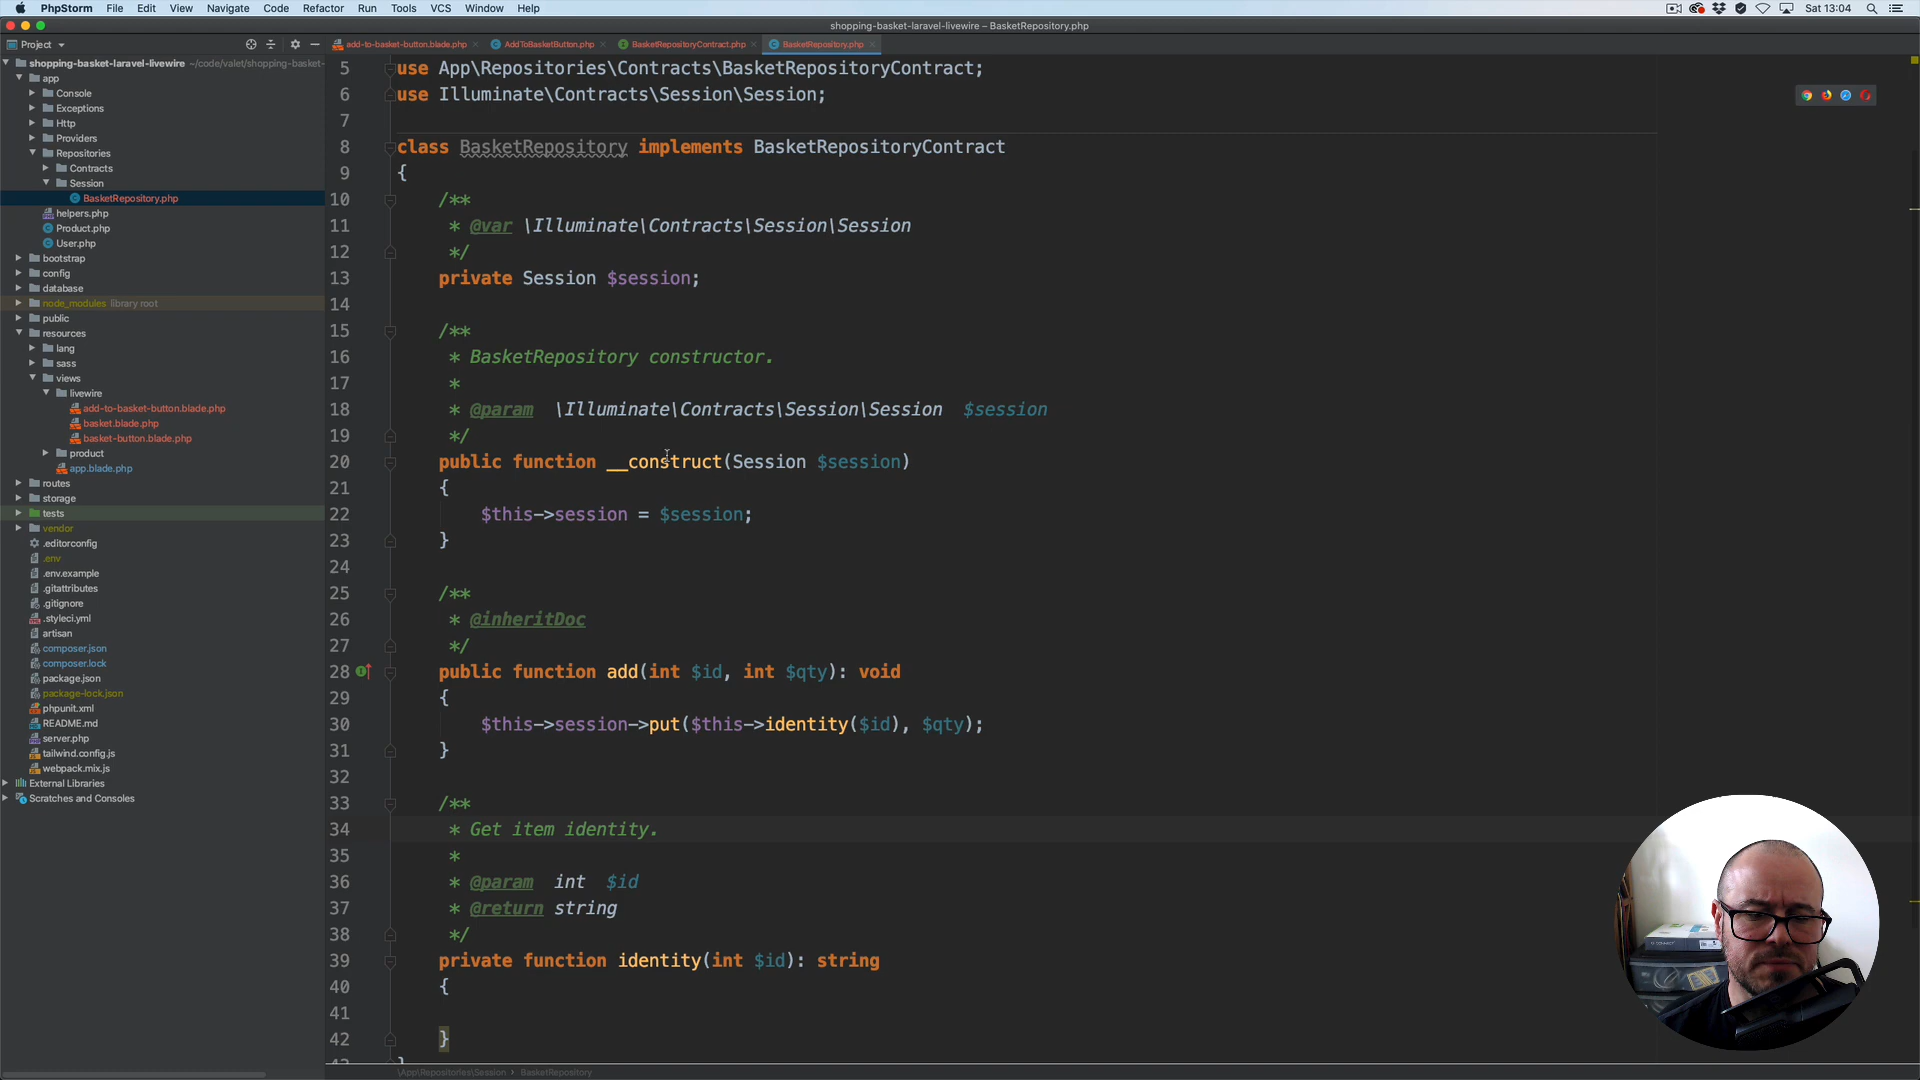 PhpStorm File Edit View Navigate Code Refactor Run Tools VCS Window Help Sat 13:04
shopping-basket-laravel-livewire – BasketRepository.php
Project
add-to-basket-button.blade.php AddToBasketButton.php BasketRepositoryContract.php BasketRepository.php
shopping-basket-laravel-livewire ~/code/valet/shopping-basket-
app
Console
Exceptions
Http
Providers
Repositories
Contracts
Session
BasketRepository.php
helpers.php
Product.php
User.php
bootstrap
config
database
node_modules library root
public
resources
lang
sass
views
livewire
add-to-basket-button.blade.php
basket.blade.php
basket-button.blade.php
product
app.blade.php
routes
storage
tests
vendor
.editorconfig
.env
.env.example
.gitattributes
.gitignore
.styleci.yml
artisan
composer.json
composer.lock
package.json
package-lock.json
phpunit.xml
README.md
server.php
tailwind.config.js
webpack.mix.js
External Libraries
Scratches and Consoles
5 use App\Repositories\Contracts\BasketRepositoryContract;
6 use Illuminate\Contracts\Session\Session;
7
8 class BasketRepository implements BasketRepositoryContract
9 {
10 /**
11 * @var \Illuminate\Contracts\Session\Session
12 */
13 private Session $session;
14
15 /**
16 * BasketRepository constructor.
17 *
18 * @param \Illuminate\Contracts\Session\Session $session
19 */
20 public function __construct(Session $session)
21 {
22 $this->session = $session;
23 }
24
25 /**
26 * @inheritDoc
27 */
28 public function add(int $id, int $qty): void
29 {
30 $this->session->put($this->identity($id), $qty);
31 }
32
33 /**
34 * Get item identity.
35 *
36 * @param int $id
37 * @return string
38 */
39 private function identity(int $id): string
40 {
41
42 }
\App\Repositories\Session › BasketRepository